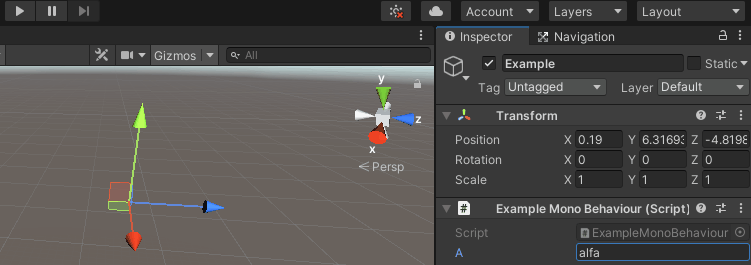 Account Layers Layout
Inspector Navigation
Gizmos All
Example Static
Tag Untagged Layer Default
y
z
x
Persp
Transform
Position X 0.19 Y 6.31693 Z -4.8198
Rotation X 0 Y 0 Z 0
Scale X 1 Y 1 Z 1
# Example Mono Behaviour (Script)
Script # ExampleMonoBehaviour
A alfa